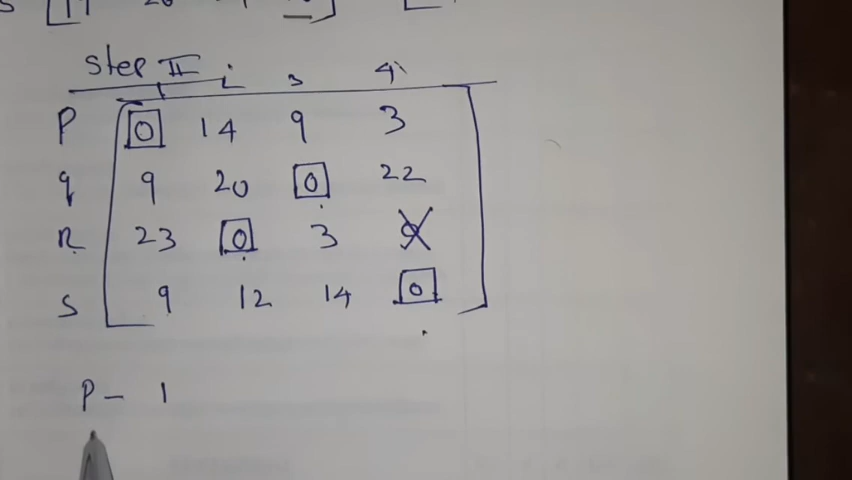 Step II
1 2 3 4
P 0 14 9 3
q 9 20 0 22
R 23 0 3 0
S 9 12 14 0
P - 1